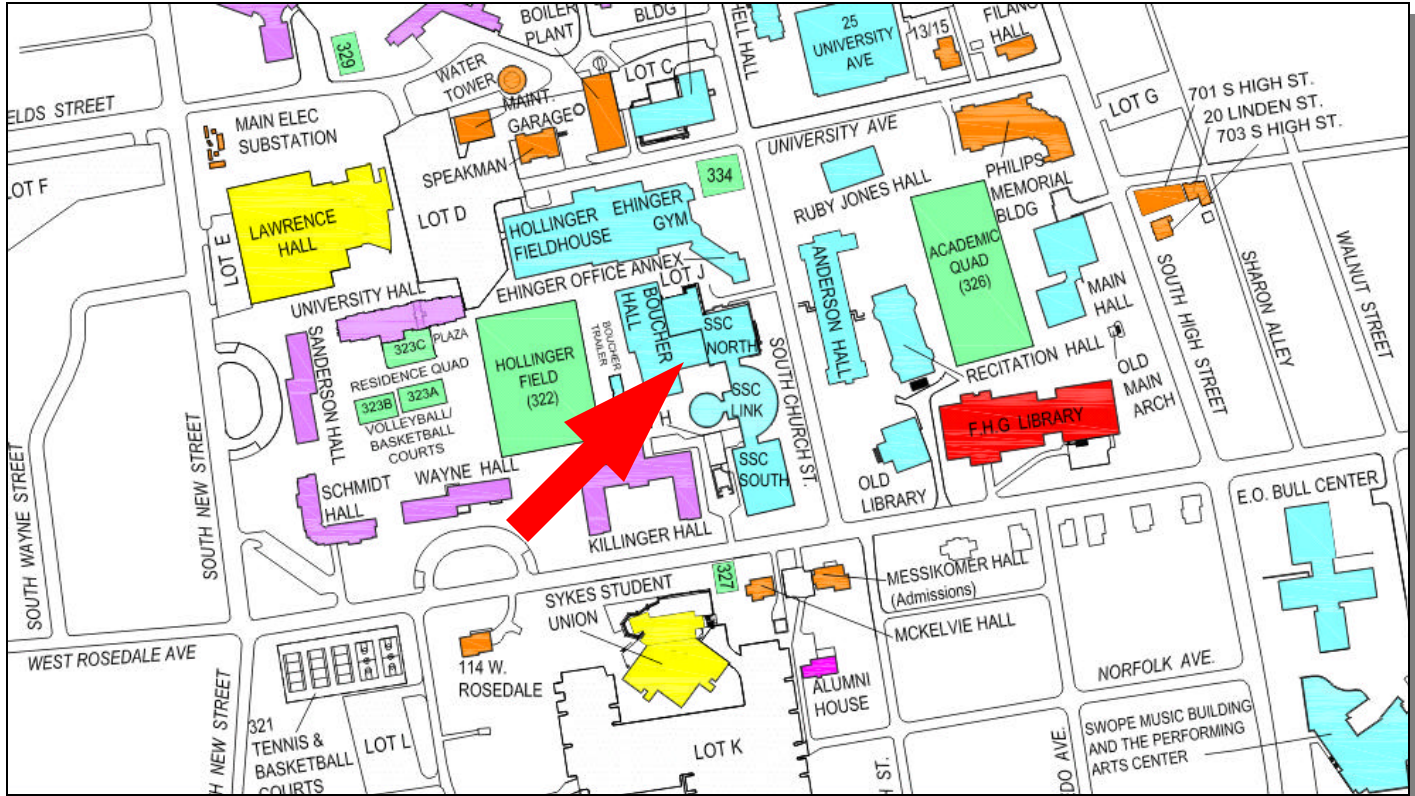 329
BOILER
PLANT
BLDG
25
UNIVERSITY
AVE
13/15
HALL
WATER
TOWER
LOT C
LOT G
701 S HIGH ST.
20 LINDEN ST.
703 S HIGH ST.
MAIN ELEC
SUBSTATION
MAINT.
GARAGE
UNIVERSITY AVE
LOT F
SPEAKMAN
334
RUBY JONES HALL
PHILIPS
MEMORIAL
BLDG
LOT D
LAWRENCE
HALL
LOT E
HOLLINGER
FIELDHOUSE
EHINGER
GYM
EHINGER OFFICE ANNEX
LOT J
ANDERSON HALL
ACADEMIC
QUAD
(326)
MAIN
HALL
SOUTH HIGH STREET
SHARON ALLEY
WALNUT STREET
UNIVERSITY HALL
SANDERSON HALL
323C
PLAZA
RESIDENCE QUAD
323B
323A
VOLLEYBALL/
BASKETBALL
COURTS
HOLLINGER
FIELD
(322)
BOUCHER
TRAILER
BOUCHER
HALL
SSC
NORTH
SSC
LINK
SSC
SOUTH
SOUTH CHURCH ST.
RECITATION HALL
OLD
MAIN
ARCH
F.H.G LIBRARY
OLD
LIBRARY
SOUTH WAYNE STREET
SOUTH NEW STREET
SCHMIDT
HALL
WAYNE HALL
H
KILLINGER HALL
E.O. BULL CENTER
SYKES STUDENT
UNION
327
MESSIKOMER HALL
(Admissions)
MCKELVIE HALL
WEST ROSEDALE AVE
114 W.
ROSEDALE
ALUMNI
HOUSE
NORFOLK AVE.
321
TENNIS &
BASKETBALL
COURTS
LOT L
LOT K
NEW STREET
ST.
AVE.
SWOPE MUSIC BUILDING
AND THE PERFORMING
ARTS CENTER